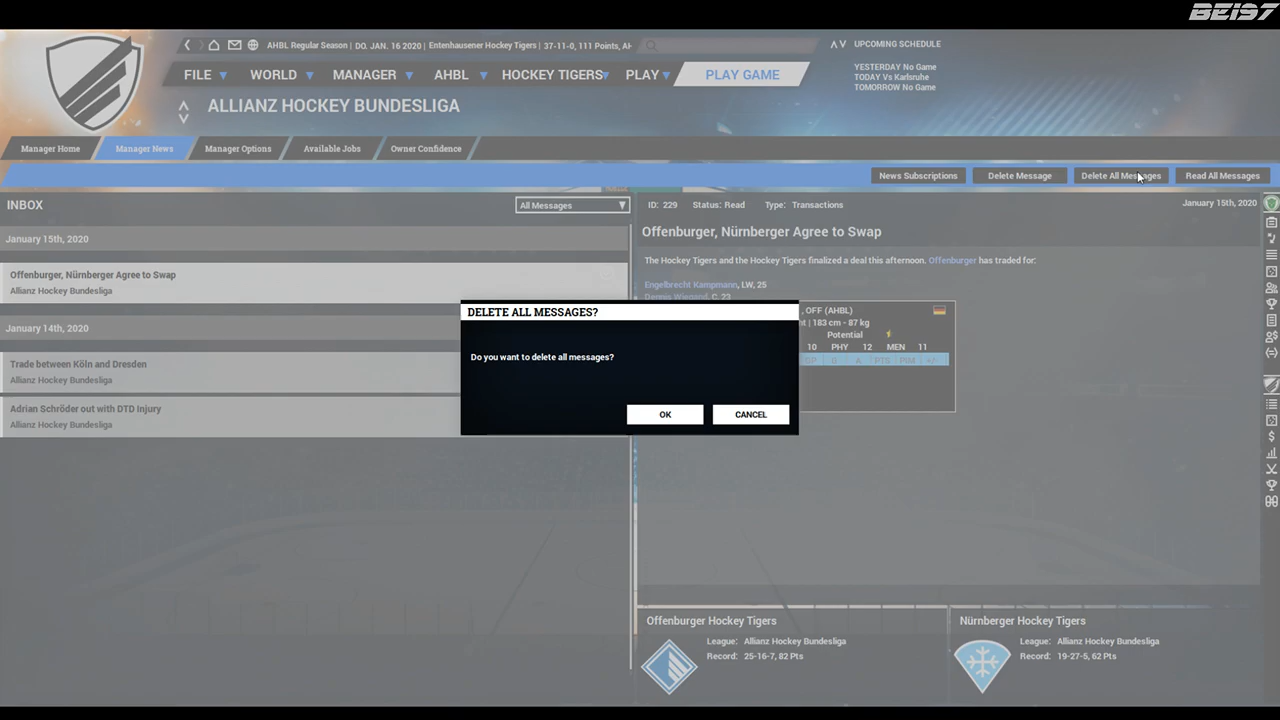 BEI97
AHBL Regular Season | DO. JAN. 16 2020 | Entenhausener Hockey Tigers | 37-11-0, 111 Points, At-
UPCOMING SCHEDULE
YESTERDAY No Game
TODAY Vs Karlsruhe
TOMORROW No Game
FILE
WORLD
MANAGER
AHBL
HOCKEY TIGERS
PLAY
PLAY GAME
ALLIANZ HOCKEY BUNDESLIGA
Manager Home
Manager News
Manager Options
Available Jobs
Owner Confidence
News Subscriptions
Delete Message
Delete All Messages
Read All Messages
INBOX
All Messages
January 15th, 2020
Offenburger, Nürnberger Agree to Swap
Allianz Hockey Bundesliga
January 14th, 2020
Trade between Köln and Dresden
Allianz Hockey Bundesliga
Adrian Schröder out with DTD Injury
Allianz Hockey Bundesliga
ID: 229 Status: Read Type: Transactions
January 15th, 2020
Offenburger, Nürnberger Agree to Swap
The Hockey Tigers and the Hockey Tigers finalized a deal this afternoon. Offenburger has traded for:
Engelbrecht Kampmann, LW, 25
Dennis Wiegand, C, 23
, OFF (AHBL)
| 183 cm - 87 kg
Potential
10 PHY 12 MEN 11
GP G A PTS PIM +/-
DELETE ALL MESSAGES?
Do you want to delete all messages?
OK
CANCEL
Offenburger Hockey Tigers
League: Allianz Hockey Bundesliga
Record: 25-16-7, 82 Pts
Nürnberger Hockey Tigers
League: Allianz Hockey Bundesliga
Record: 19-27-5, 62 Pts